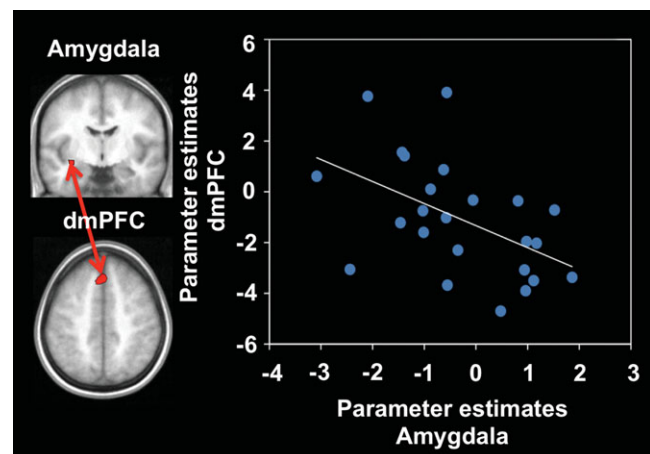 Amygdala
dmPFC
Parameter estimates
dmPFC
6
4
2
0
-2
-4
-6
-4 -3 -2 -1 0 1 2 3
Parameter estimates
Amygdala